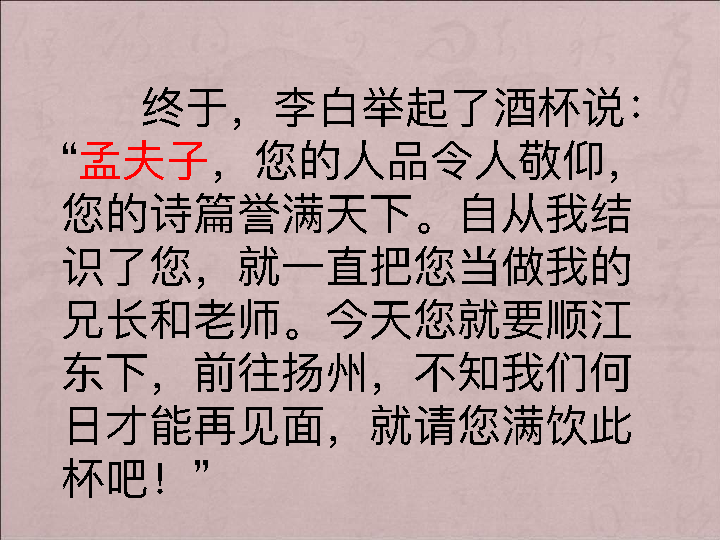 终于，李白举起了酒杯说：
“孟夫子，您的人品令人敬仰，
您的诗篇誉满天下。自从我结
识了您，就一直把您当做我的
兄长和老师。今天您就要顺江
东下，前往扬州，不知我们何
日才能再见面，就请您满饮此
杯吧！”